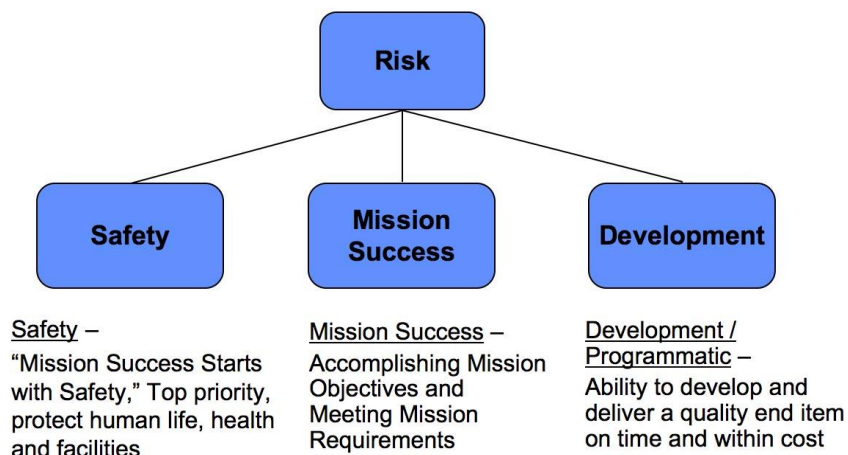 Risk
Safety
Mission
Success
Development
Safety –
“Mission Success Starts
with Safety,” Top priority,
protect human life, health
and facilities
Mission Success –
Accomplishing Mission
Objectives and
Meeting Mission
Requirements
Development /
Programmatic –
Ability to develop and
deliver a quality end item
on time and within cost